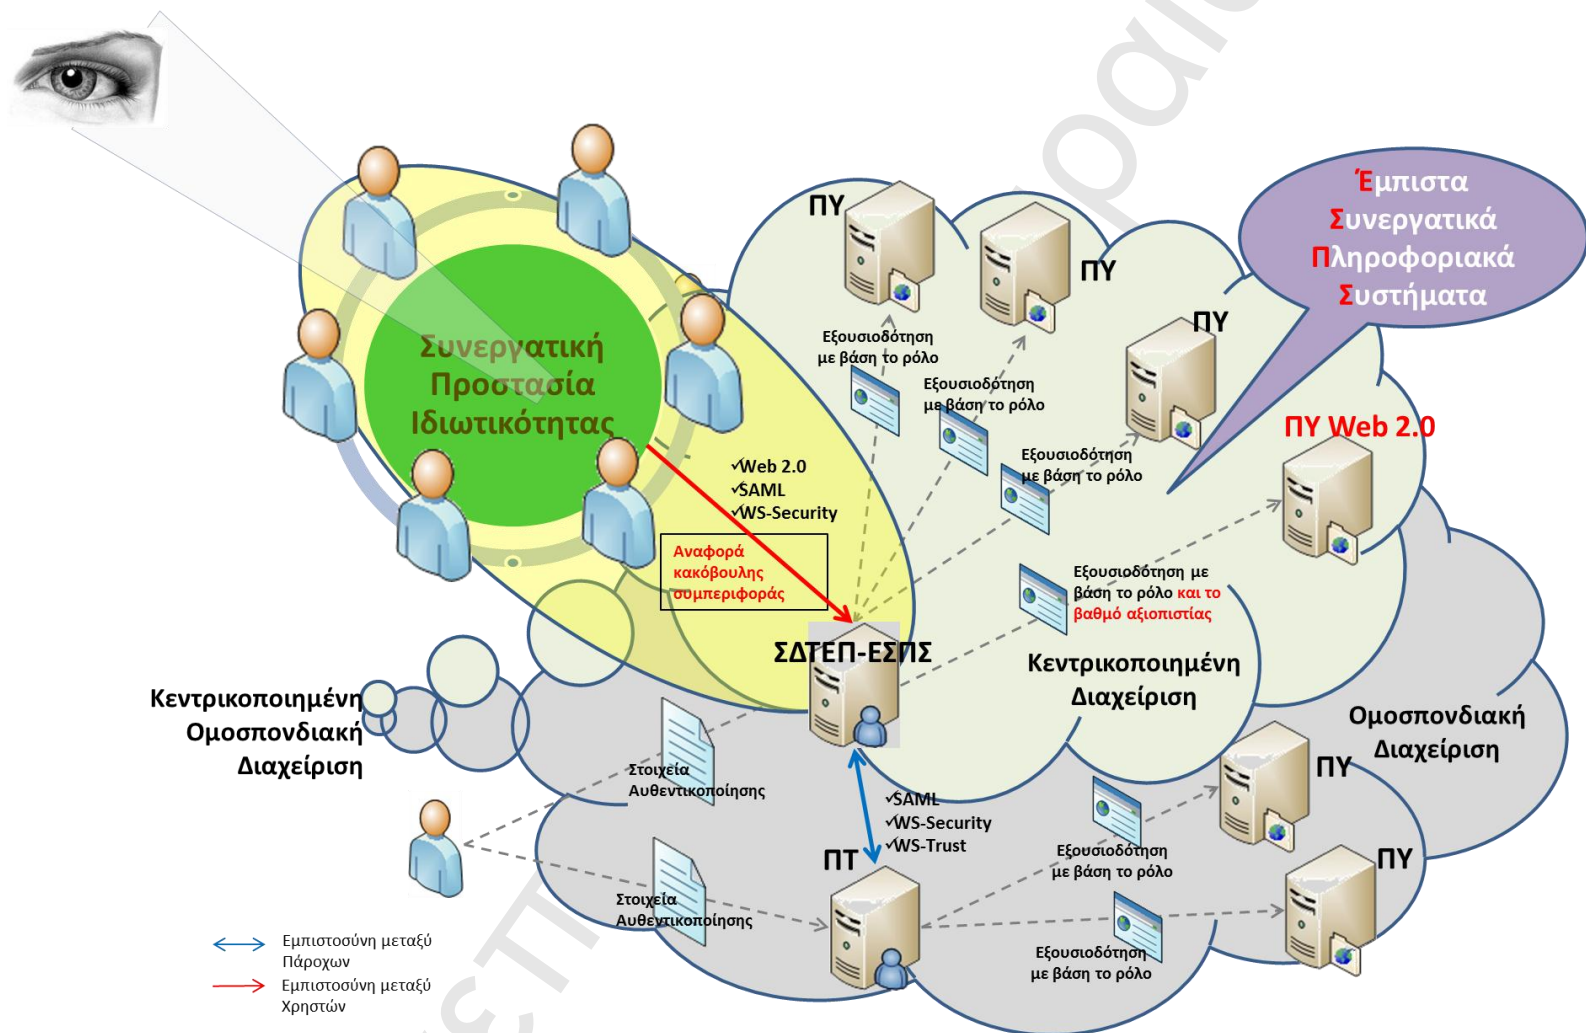 Έμπιστα
Συνεργατικά
Πληροφοριακά
Συστήματα
ΠΥ
ΠΥ
ΠΥ
ΠΥ Web 2.0
Εξουσιοδότηση
με βάση το ρόλο
Εξουσιοδότηση
με βάση το ρόλο
Εξουσιοδότηση
με βάση το ρόλο
Συνεργατική
Προστασία
Ιδιωτικότητας
✓Web 2.0
✓SAML
✓WS-Security
Αναφορά
κακόβουλης
συμπεριφοράς
Εξουσιοδότηση με
βάση το ρόλο και το
βαθμό αξιοπιστίας
ΣΔΤΕΠ-ΕΣΠΣ
Κεντρικοποιημένη
Διαχείριση
Κεντρικοποιημένη
Ομοσπονδιακή
Διαχείριση
Ομοσπονδιακή
Διαχείριση
Στοιχεία
Αυθεντικοποίησης
✓SAML
✓WS-Security
✓WS-Trust
ΠΥ
ΠΤ
Εξουσιοδότηση
με βάση το ρόλο
ΠΥ
Στοιχεία
Αυθεντικοποίησης
Εξουσιοδότηση
με βάση το ρόλο
Εμπιστοσύνη μεταξύ
Πάροχων
Εμπιστοσύνη μεταξύ
Χρηστών